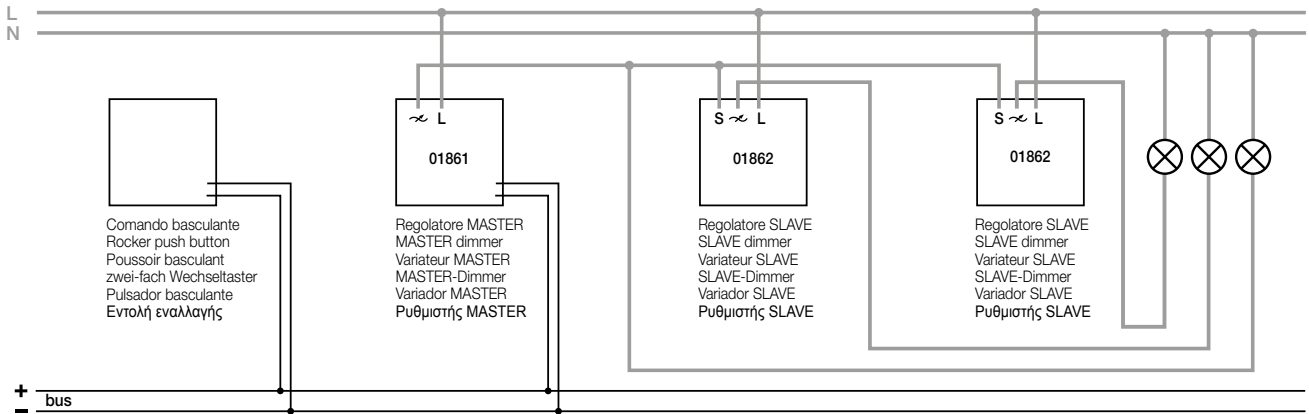 L
N
L
01861
S L
01862
S L
01862
Comando basculante
Rocker push button
Poussoir basculant
zwei-fach Wechseltaster
Pulsador basculante
Εντολή εναλλαγής
Regolatore MASTER
MASTER dimmer
Variateur MASTER
MASTER-Dimmer
Variador MASTER
Ρυθμιστής MASTER
Regolatore SLAVE
SLAVE dimmer
Variateur SLAVE
SLAVE-Dimmer
Variador SLAVE
Ρυθμιστής SLAVE
Regolatore SLAVE
SLAVE dimmer
Variateur SLAVE
SLAVE-Dimmer
Variador SLAVE
Ρυθμιστής SLAVE
+
bus
−